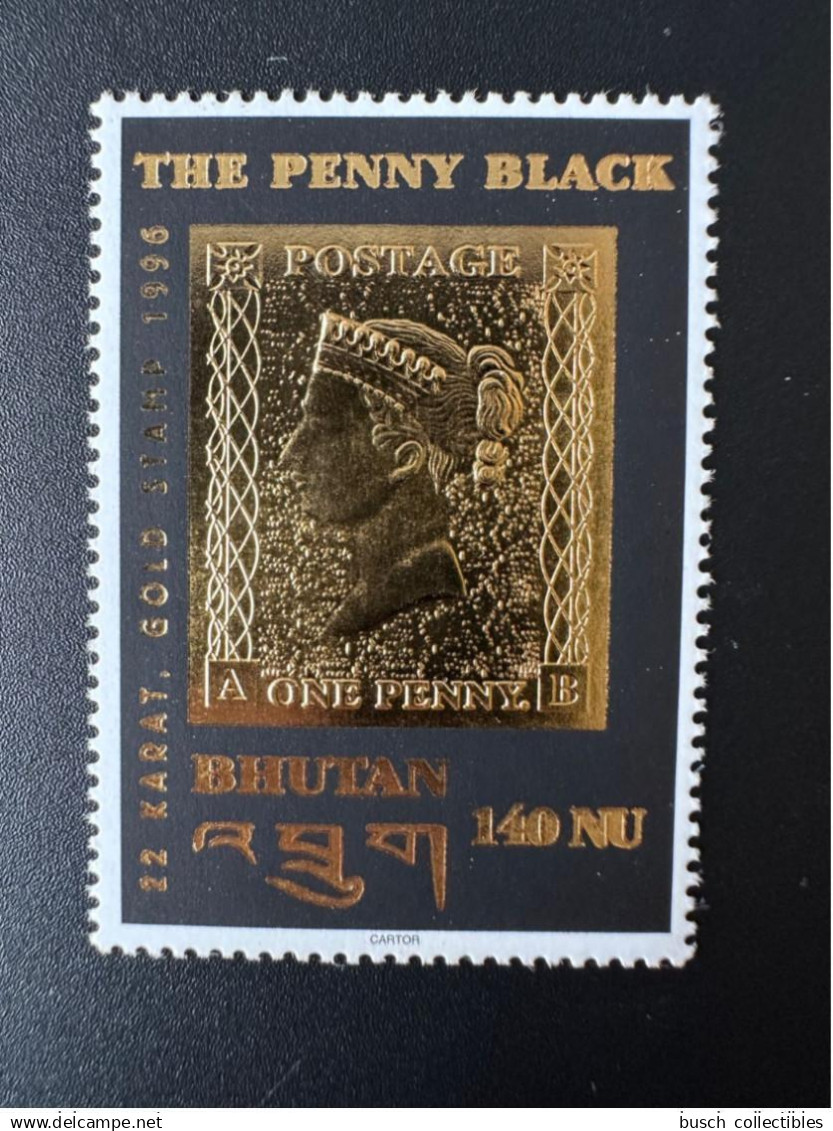 THE PENNY BLACK
22 KARAT. GOLD STAMP 1996
POSTAGE
A ONE PENNY. B
BHUTAN
140 NU
འབྲུག
CARTOR
delcampe.net
busch collectibles